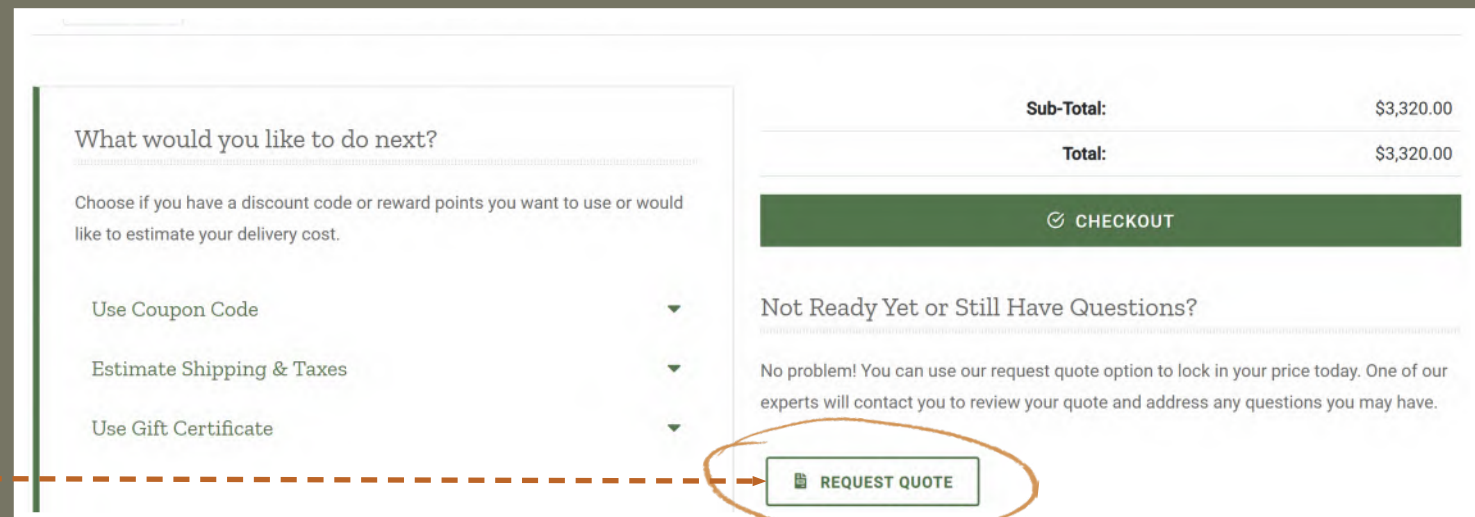 What would you like to do next?
Choose if you have a discount code or reward points you want to use or would
like to estimate your delivery cost.
Use Coupon Code
Estimate Shipping & Taxes
Use Gift Certificate
Sub-Total: $3,320.00
Total: $3,320.00
CHECKOUT
Not Ready Yet or Still Have Questions?
No problem! You can use our request quote option to lock in your price today. One of our
experts will contact you to review your quote and address any questions you may have.
REQUEST QUOTE